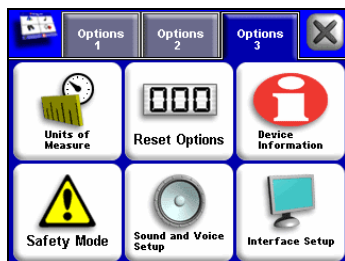 Options
1
Options
2
Options
3
Units of
Measure
000
Reset Options
Device
Information
Safety Mode
Sound and Voice
Setup
Interface Setup